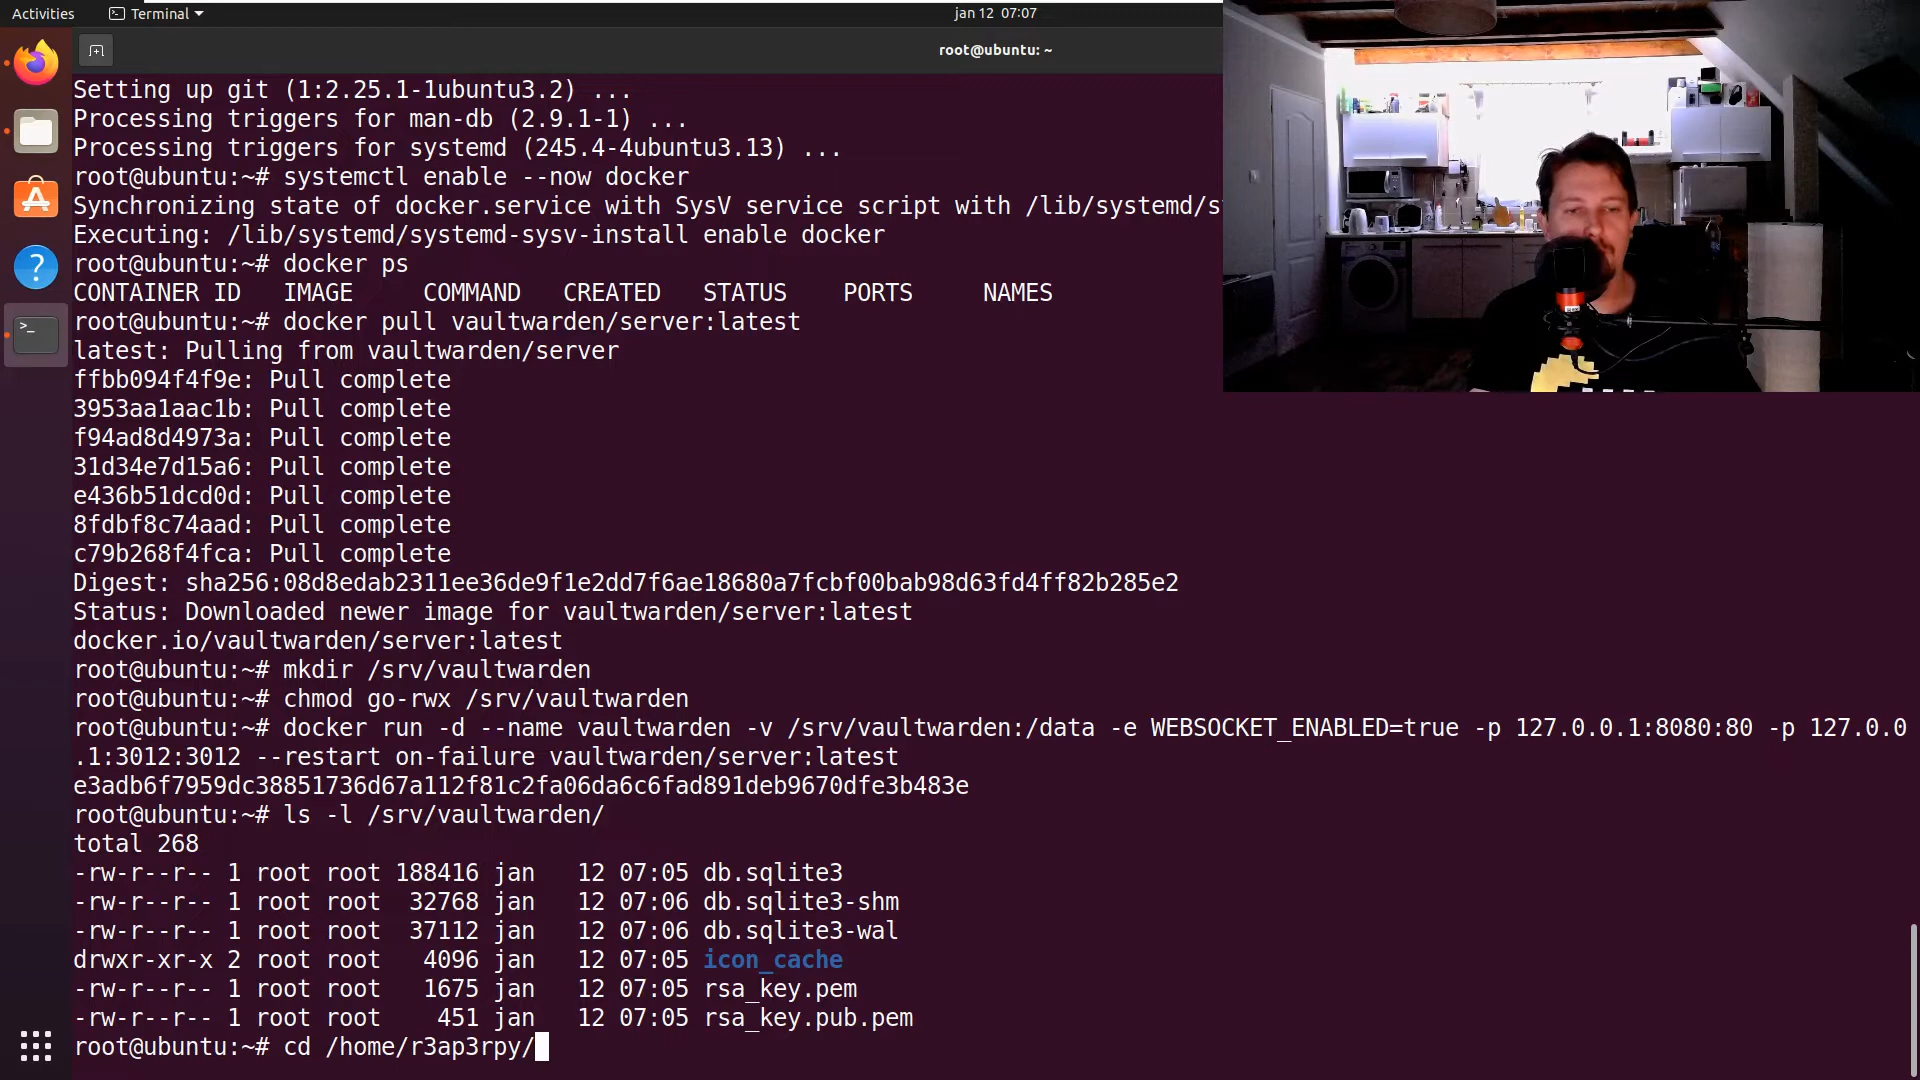 Activities
Terminal
jan 12 07:07
root@ubuntu: ~
Setting up git (1:2.25.1-1ubuntu3.2) ...
Processing triggers for man-db (2.9.1-1) ...
Processing triggers for systemd (245.4-4ubuntu3.13) ...
root@ubuntu:~# systemctl enable --now docker
Synchronizing state of docker.service with SysV service script with /lib/systemd/s
Executing: /lib/systemd/systemd-sysv-install enable docker
root@ubuntu:~# docker ps
CONTAINER ID   IMAGE     COMMAND   CREATED   STATUS    PORTS     NAMES
root@ubuntu:~# docker pull vaultwarden/server:latest
latest: Pulling from vaultwarden/server
ffbb094f4f9e: Pull complete
3953aa1aac1b: Pull complete
f94ad8d4973a: Pull complete
31d34e7d15a6: Pull complete
e436b51dcd0d: Pull complete
8fdbf8c74aad: Pull complete
c79b268f4fca: Pull complete
Digest: sha256:08d8edab2311ee36de9f1e2dd7f6ae18680a7fcbf00bab98d63fd4ff82b285e2
Status: Downloaded newer image for vaultwarden/server:latest
docker.io/vaultwarden/server:latest
root@ubuntu:~# mkdir /srv/vaultwarden
root@ubuntu:~# chmod go-rwx /srv/vaultwarden
root@ubuntu:~# docker run -d --name vaultwarden -v /srv/vaultwarden:/data -e WEBSOCKET_ENABLED=true -p 127.0.0.1:8080:80 -p 127.0.0
.1:3012:3012 --restart on-failure vaultwarden/server:latest
e3adb6f7959dc38851736d67a112f81c2fa06da6c6fad891deb9670dfe3b483e
root@ubuntu:~# ls -l /srv/vaultwarden/
total 268
-rw-r--r-- 1 root root 188416 jan   12 07:05 db.sqlite3
-rw-r--r-- 1 root root  32768 jan   12 07:06 db.sqlite3-shm
-rw-r--r-- 1 root root  37112 jan   12 07:06 db.sqlite3-wal
drwxr-xr-x 2 root root   4096 jan   12 07:05 icon_cache
-rw-r--r-- 1 root root   1675 jan   12 07:05 rsa_key.pem
-rw-r--r-- 1 root root    451 jan   12 07:05 rsa_key.pub.pem
root@ubuntu:~# cd /home/r3ap3rpy/